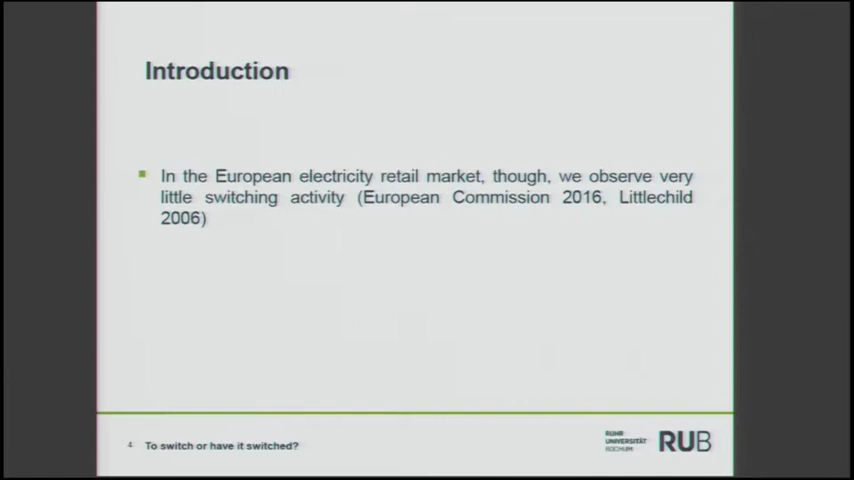 Introduction
In the European electricity retail market, though, we observe very
little switching activity (European Commission 2016, Littlechild
2006)
4 To switch or have it switched?
RUHR
UNIVERSITÄT
BOCHUM
RUB